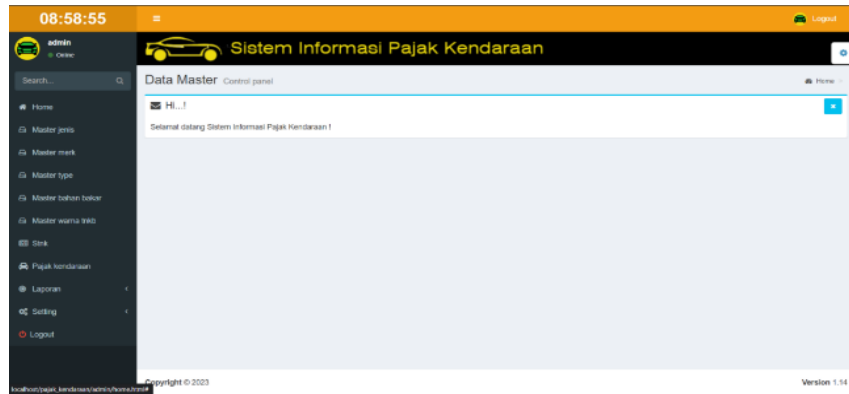 08:58:55
Logout
admin
Online
Sistem Informasi Pajak Kendaraan
Search...
Data Master Control panel
Home
Home
Hi...!
Selamat datang Sistem Informasi Pajak Kendaraan !
Master jenis
Master merk
Master type
Master bahan bakar
Master warna tnkb
Stnk
Pajak kendaraan
Laporan
Setting
Logout
localhost/pajak_kendaraan/admin/home.html#
Copyright © 2023
Version 1.14